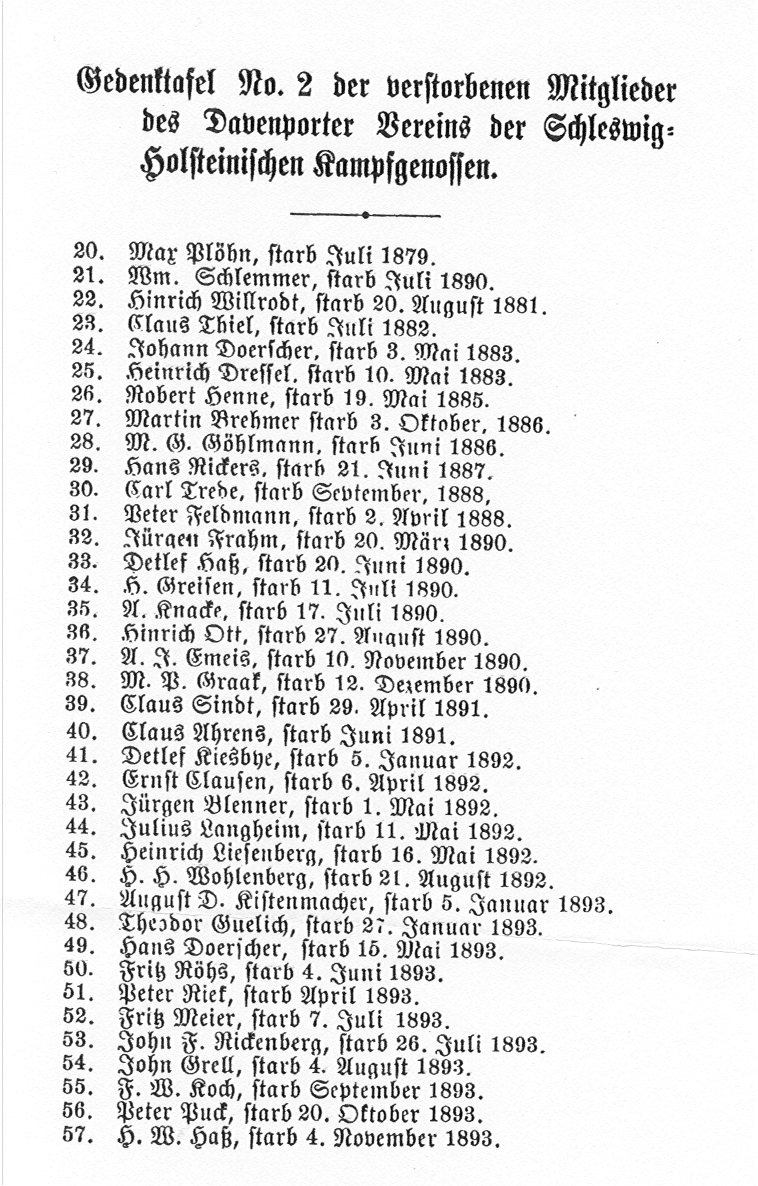 Gedenktafel No. 2 der verstorbenen Mitglieder
des Davenporter Vereins der Schleswig-
Holsteinischen Kampfgenossen.
20. Max Plöhn, starb Juli 1879.
21. Wm. Schlemmer, starb Juli 1890.
22. Hinrich Willrodt, starb 20. August 1881.
23. Claus Thiel, starb Juli 1882.
24. Johann Doerscher, starb 3. Mai 1883.
25. Heinrich Dressel, starb 10. Mai 1883.
26. Robert Henne, starb 19. Mai 1885.
27. Martin Brehmer starb 3. Oktober, 1886.
28. M. G. Göhlmann, starb Juni 1886.
29. Hans Rickers, starb 21. Juni 1887.
30. Carl Trede, starb September, 1888,
31. Peter Feldmann, starb 2. April 1888.
32. Jürgen Frahm, starb 20. März 1890.
33. Detlef Haß, starb 20. Juni 1890.
34. H. Greisen, starb 11. Juli 1890.
35. A. Knacke, starb 17. Juli 1890.
36. Hinrich Ott, starb 27. August 1890.
37. A. J. Emeis, starb 10. November 1890.
38. M. P. Graak, starb 12. Dezember 1890.
39. Claus Sindt, starb 29. April 1891.
40. Claus Ahrens, starb Juni 1891.
41. Detlef Kiesbye, starb 5. Januar 1892.
42. Ernst Clausen, starb 6. April 1892.
43. Jürgen Blenner, starb 1. Mai 1892.
44. Julius Langheim, starb 11. Mai 1892.
45. Heinrich Liesenberg, starb 16. Mai 1892.
46. H. H. Wohlenberg, starb 21. August 1892.
47. August D. Kistenmacher, starb 5. Januar 1893.
48. Theodor Guelich, starb 27. Januar 1893.
49. Hans Doerscher, starb 15. Mai 1893.
50. Fritz Röhs, starb 4. Juni 1893.
51. Peter Riek, starb April 1893.
52. Fritz Meier, starb 7. Juli 1893.
53. John F. Rickenberg, starb 26. Juli 1893.
54. John Grell, starb 4. August 1893.
55. F. W. Koch, starb September 1893.
56. Peter Puck, starb 20. Oktober 1893.
57. H. W. Haß, starb 4. November 1893.